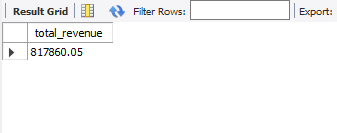 Result Grid Filter Rows: Export:
total_revenue
817860.05